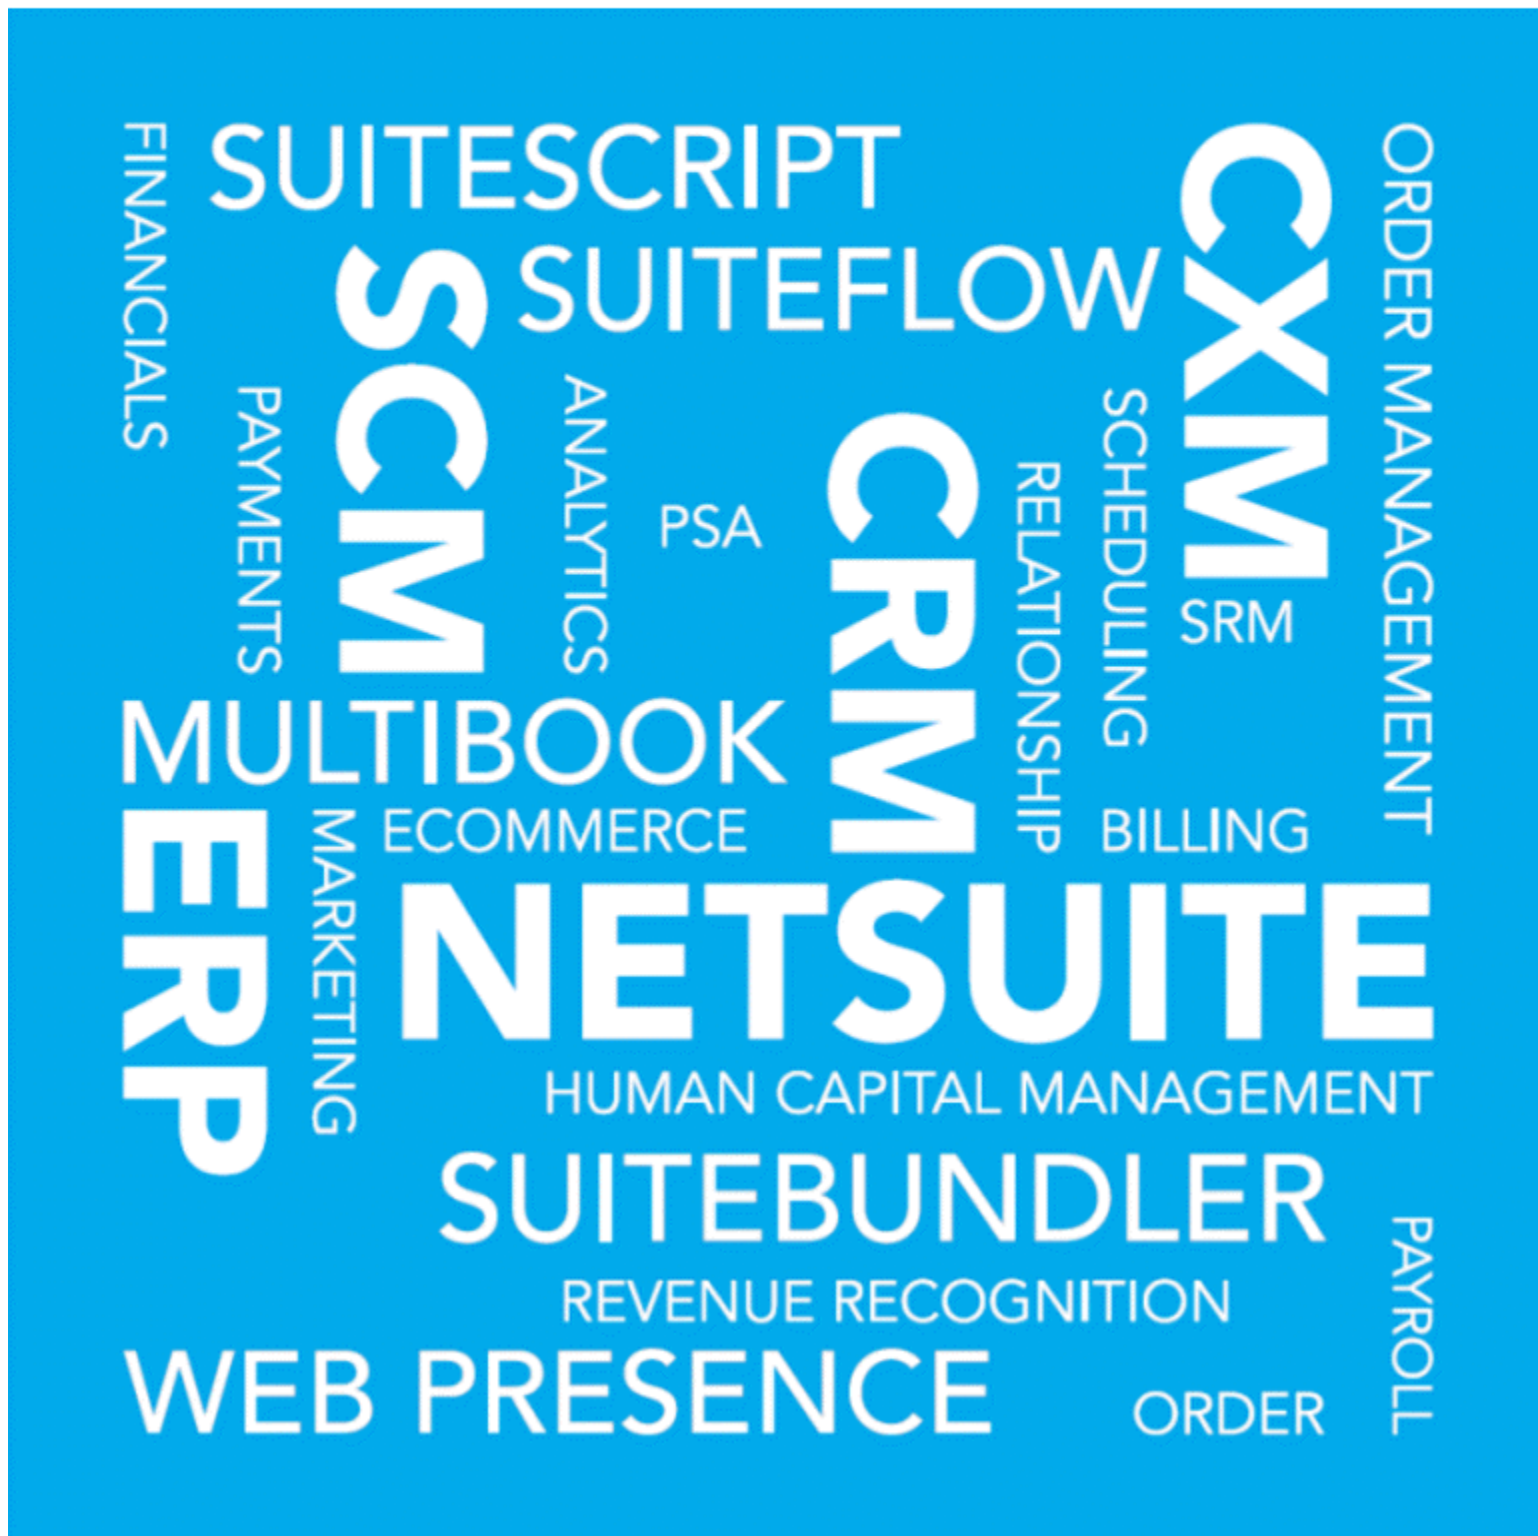 FINANCIALS
SUITESCRIPT
CXM
ORDER MANAGEMENT
SCM
SUITEFLOW
PAYMENTS
ANALYTICS
PSA
CRM
RELATIONSHIP
SCHEDULING
SRM
MULTIBOOK
ERP
MARKETING
ECOMMERCE
BILLING
NETSUITE
HUMAN CAPITAL MANAGEMENT
SUITEBUNDLER
REVENUE RECOGNITION
PAYROLL
WEB PRESENCE
ORDER